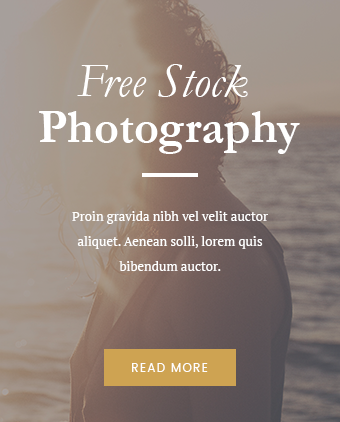 Free Stock
Photography
Proin gravida nibh vel velit auctor
aliquet. Aenean solli, lorem quis
bibendum auctor.
READ MORE